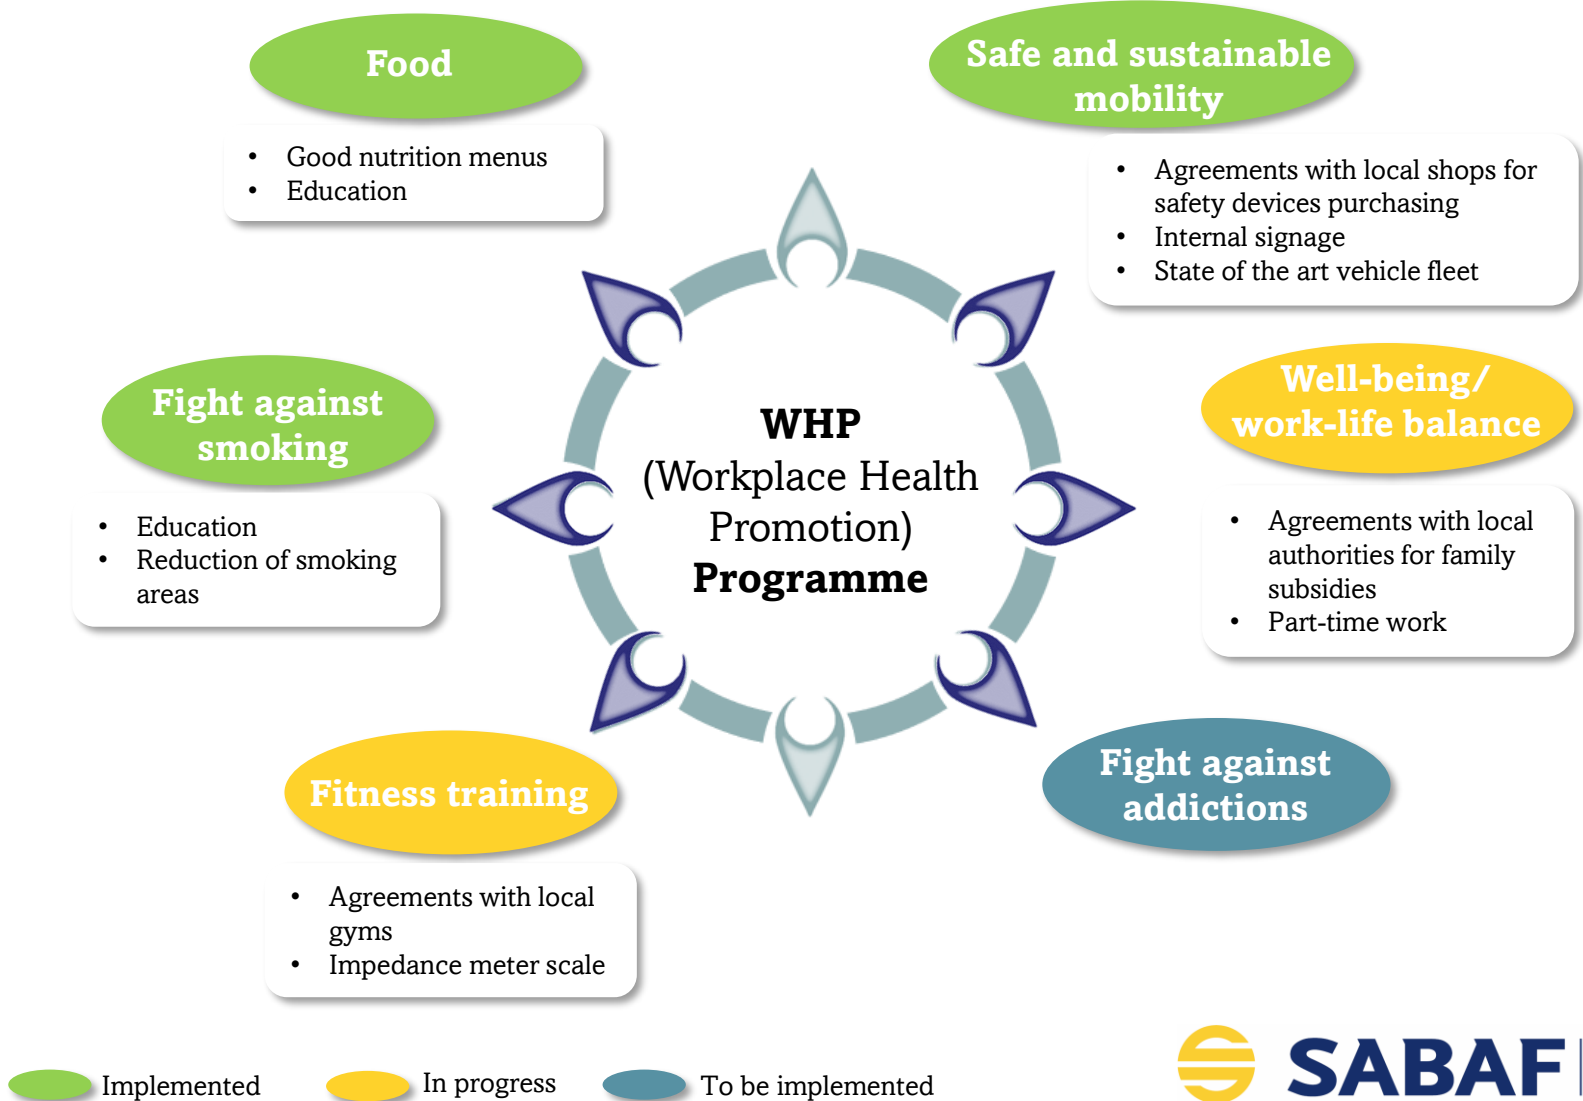 Food
• Good nutrition menus
• Education
Safe and sustainable
mobility
• Agreements with local shops for
safety devices purchasing
• Internal signage
• State of the art vehicle fleet
Fight against
smoking
• Education
• Reduction of smoking
areas
WHP
(Workplace Health
Promotion)
Programme
Well-being/
work-life balance
• Agreements with local
authorities for family
subsidies
• Part-time work
Fitness training
• Agreements with local
gyms
• Impedance meter scale
Fight against
addictions
Implemented
In progress
To be implemented
SABAF